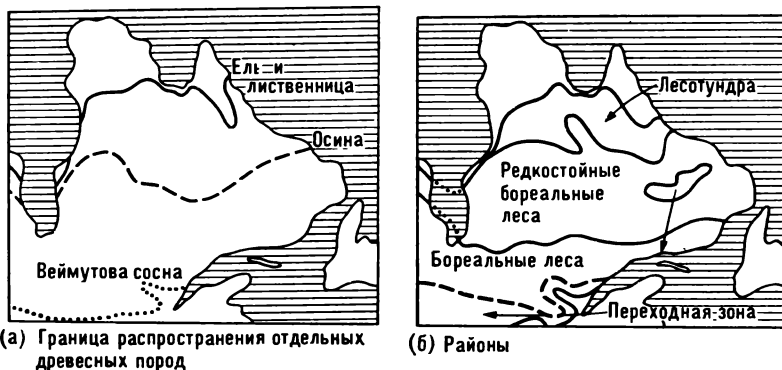 Ель и
лиственница
Осина
Веймутова сосна
(а) Граница распространения отдельных
древесных пород
Лесотундра
Редкостойные
бореальные
леса
Бореальные леса
Переходная зона
(б) Районы